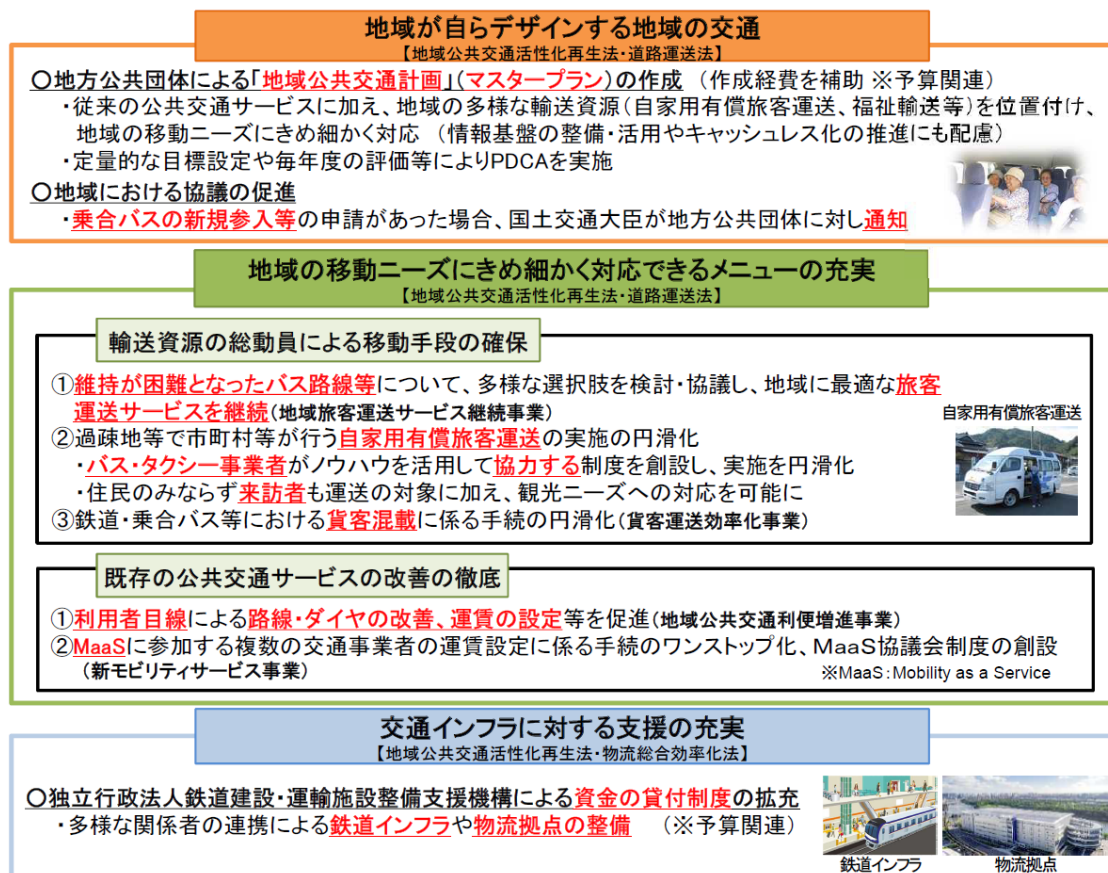 地域が自らデザインする地域の交通
【地域公共交通活性化再生法・道路運送法】
〇地方公共団体による「地域公共交通計画」(マスタープラン)の作成 (作成経費を補助 ※予算関連)
・従来の公共交通サービスに加え、地域の多様な輸送資源(自家用有償旅客運送、福祉輸送等)を位置付け、
地域の移動ニーズにきめ細かく対応 (情報基盤の整備・活用やキャッシュレス化の推進にも配慮)
・定量的な目標設定や毎年度の評価等によりPDCAを実施
〇地域における協議の促進
・乗合バスの新規参入等の申請があった場合、国土交通大臣が地方公共団体に対し通知
地域の移動ニーズにきめ細かく対応できるメニューの充実
【地域公共交通活性化再生法・道路運送法】
輸送資源の総動員による移動手段の確保
①維持が困難となったバス路線等について、多様な選択肢を検討・協議し、地域に最適な旅客
運送サービスを継続(地域旅客運送サービス継続事業)
②過疎地等で市町村等が行う自家用有償旅客運送の実施の円滑化
・バス・タクシー事業者がノウハウを活用して協力する制度を創設し、実施を円滑化
・住民のみならず来訪者も運送の対象に加え、観光ニーズへの対応を可能に
③鉄道・乗合バス等における貨客混載に係る手続の円滑化(貨客運送効率化事業)
自家用有償旅客運送
既存の公共交通サービスの改善の徹底
①利用者目線による路線・ダイヤの改善、運賃の設定等を促進(地域公共交通利便増進事業)
②MaaSに参加する複数の交通事業者の運賃設定に係る手続のワンストップ化、MaaS協議会制度の創設
(新モビリティサービス事業)
※MaaS:Mobility as a Service
交通インフラに対する支援の充実
【地域公共交通活性化再生法・物流総合効率化法】
〇独立行政法人鉄道建設・運輸施設整備支援機構による資金の貸付制度の拡充
・多様な関係者の連携による鉄道インフラや物流拠点の整備 (※予算関連)
鉄道インフラ
物流拠点